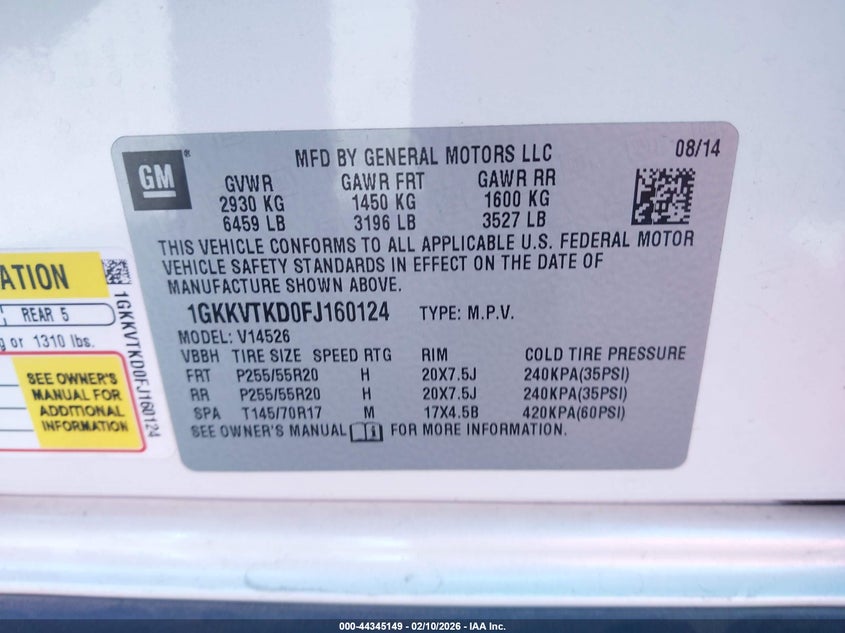 GM ®
MFD BY GENERAL MOTORS LLC
08/14
GVWR GAWR FRT GAWR RR
2930 KG 1450 KG 1600 KG
6459 LB 3196 LB 3527 LB
THIS VEHICLE CONFORMS TO ALL APPLICABLE U.S. FEDERAL MOTOR
VEHICLE SAFETY STANDARDS IN EFFECT ON THE DATE OF
MANUFACTURE SHOWN ABOVE.
1GKKVTKD0FJ160124 TYPE: M.P.V.
MODEL: V14526
VBBH TIRE SIZE SPEED RTG RIM COLD TIRE PRESSURE
FRT P255/55R20 H 20X7.5J 240KPA(35PSI)
RR P255/55R20 H 20X7.5J 240KPA(35PSI)
SPA T145/70R17 M 17X4.5B 420KPA(60PSI)
SEE OWNER'S MANUAL FOR MORE INFORMATION.
ATION
REAR 5
g or 1310 lbs.
SEE OWNER'S
MANUAL FOR
ADDITIONAL
INFORMATION
1GKKVTKD0FJ160124
000-44345149 - 02/10/2026 - IAA Inc.